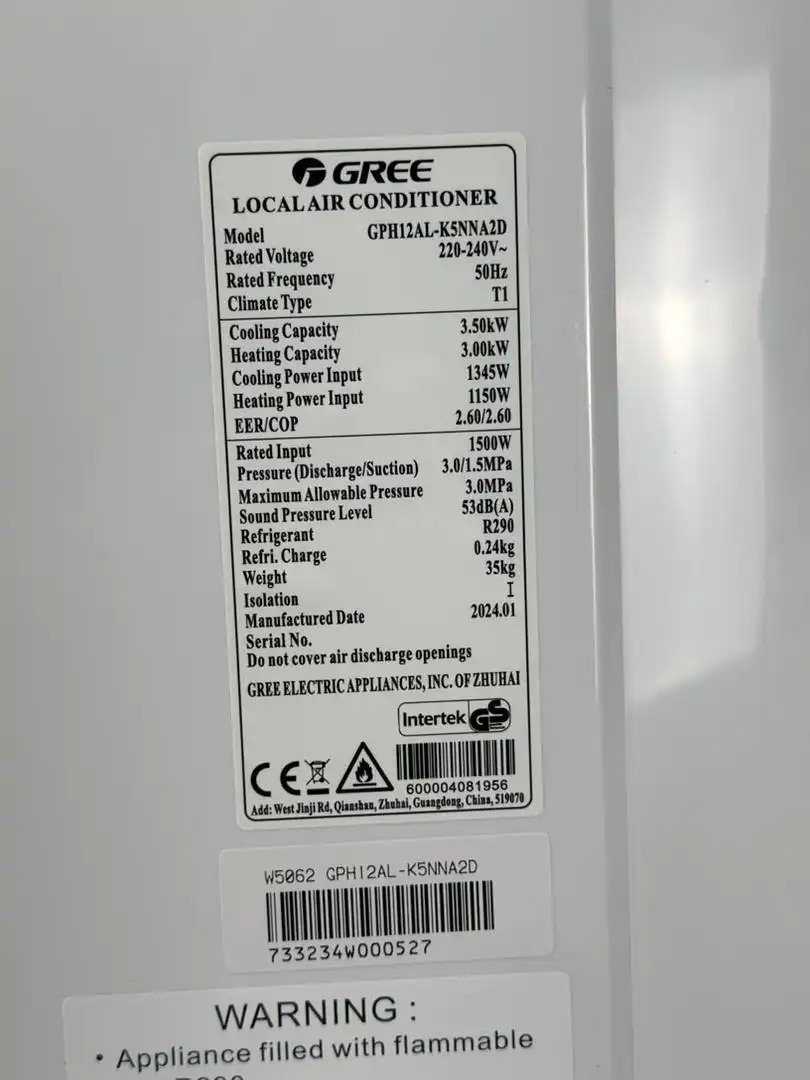 GREE
LOCAL AIR CONDITIONER
Model GPH12AL-K5NNA2D
Rated Voltage 220-240V~
Rated Frequency 50Hz
Climate Type T1
Cooling Capacity 3.50kW
Heating Capacity 3.00kW
Cooling Power Input 1345W
Heating Power Input 1150W
EER/COP 2.60/2.60
Rated Input 1500W
Pressure (Discharge/Suction) 3.0/1.5MPa
Maximum Allowable Pressure 3.0MPa
Sound Pressure Level 53dB(A)
Refrigerant R290
Refri. Charge 0.24kg
Weight 35kg
Isolation I
Manufactured Date 2024.01
Serial No.
Do not cover air discharge openings
GREE ELECTRIC APPLIANCES, INC. OF ZHUHAI
Intertek GS
CE
600004081956
Add: West Jinji Rd, Qianshan, Zhuhai, Guangdong, China, 519070
W5062 GPH12AL-K5NNA2D
733234W000527
WARNING :
• Appliance filled with flammable